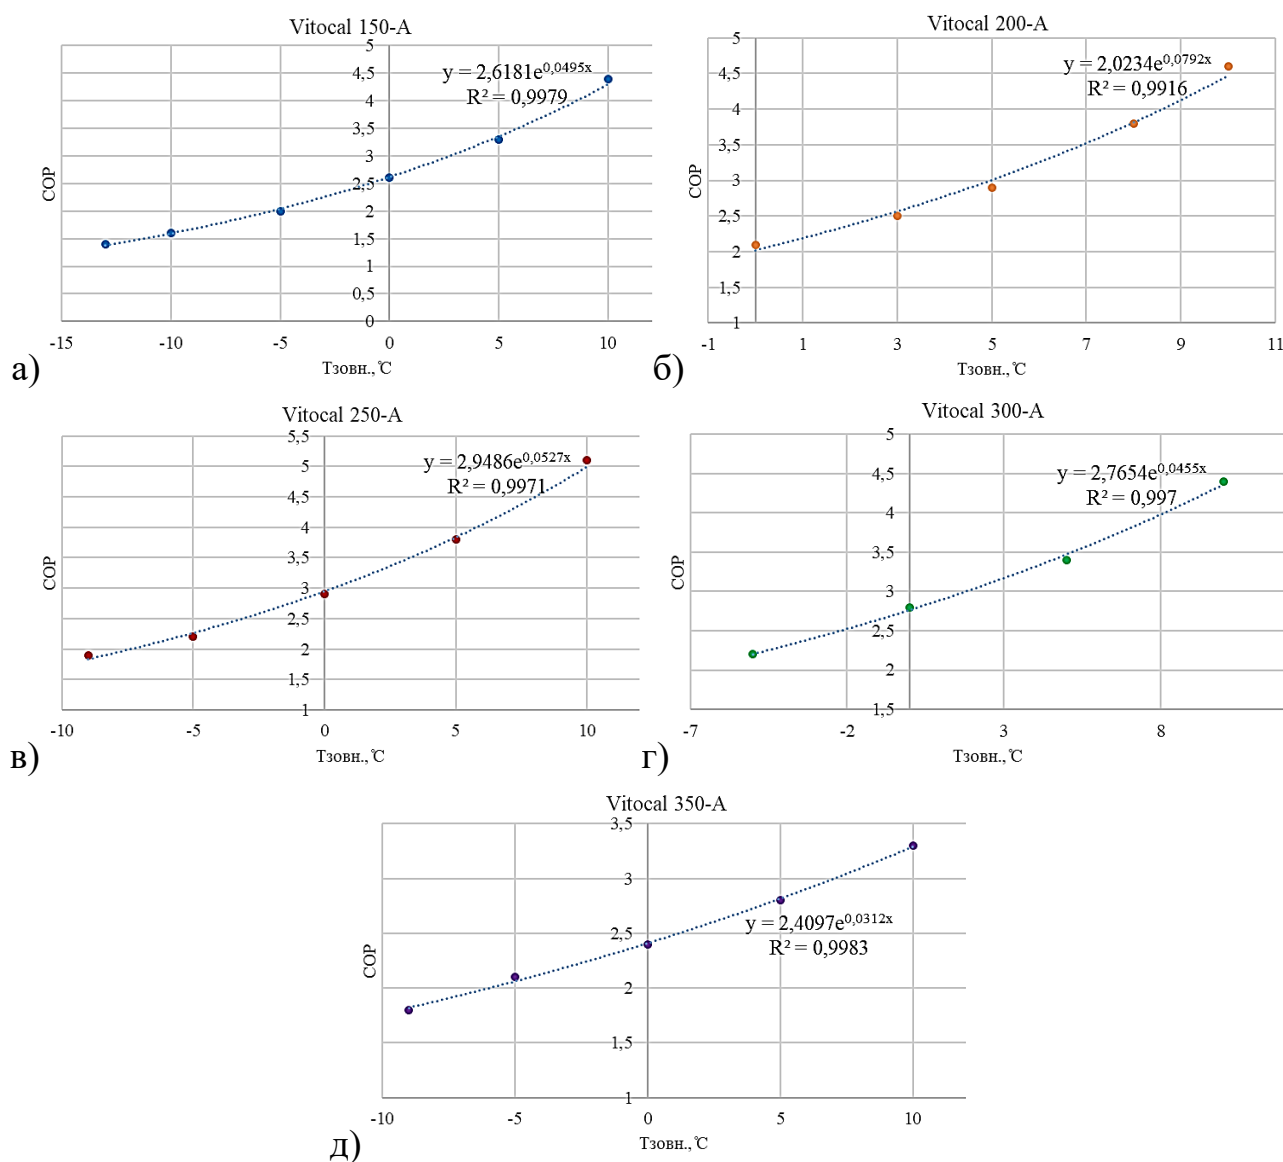 Vitocal 150-A
5
4,5
4
3,5
3
2,5
2
1,5
1
0,5
0
y = 2,6181e^0,0495x
R² = 0,9979
COP
-15 -10 -5 0 5 10
Тзовн., ℃
а)
Vitocal 200-A
5
4,5
4
3,5
3
2,5
2
1,5
1
y = 2,0234e^0,0792x
R² = 0,9916
COP
-1 1 3 5 7 9 11
Тзовн., ℃
б)
Vitocal 250-A
5,5
5
4,5
4
3,5
3
2,5
2
1,5
1
y = 2,9486e^0,0527x
R² = 0,9971
COP
-10 -5 0 5 10
Тзовн., ℃
в)
Vitocal 300-A
5
4,5
4
3,5
3
2,5
2
1,5
y = 2,7654e^0,0455x
R² = 0,997
COP
-7 -2 3 8
Тзовн., ℃
г)
Vitocal 350-A
3,5
3
2,5
2
1,5
1
y = 2,4097e^0,0312x
R² = 0,9983
COP
-10 -5 0 5 10
Тзовн., ℃
д)